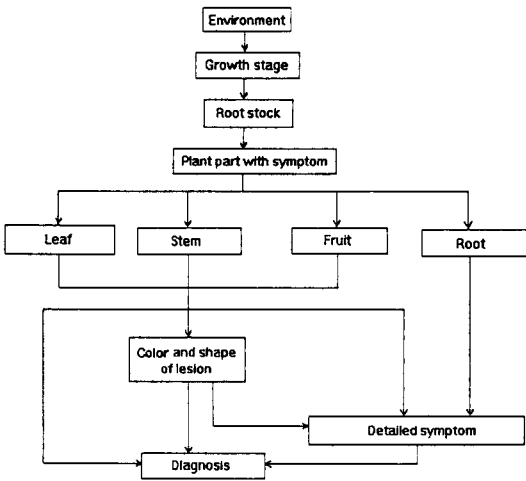 Environment
Growth stage
Root stock
Plant part with symptom
Leaf
Stem
Fruit
Root
Color and shape
of lesion
Detailed symptom
Diagnosis